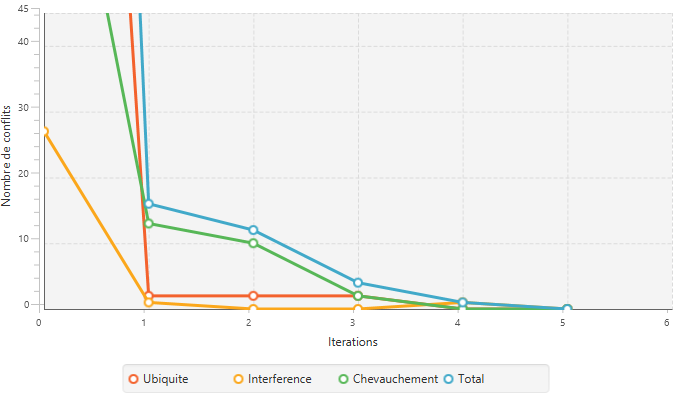 45
40
30
20
10
0
Nombre de conflits
0 1 2 3 4 5 6
Iterations
Ubiquite Interference Chevauchement Total